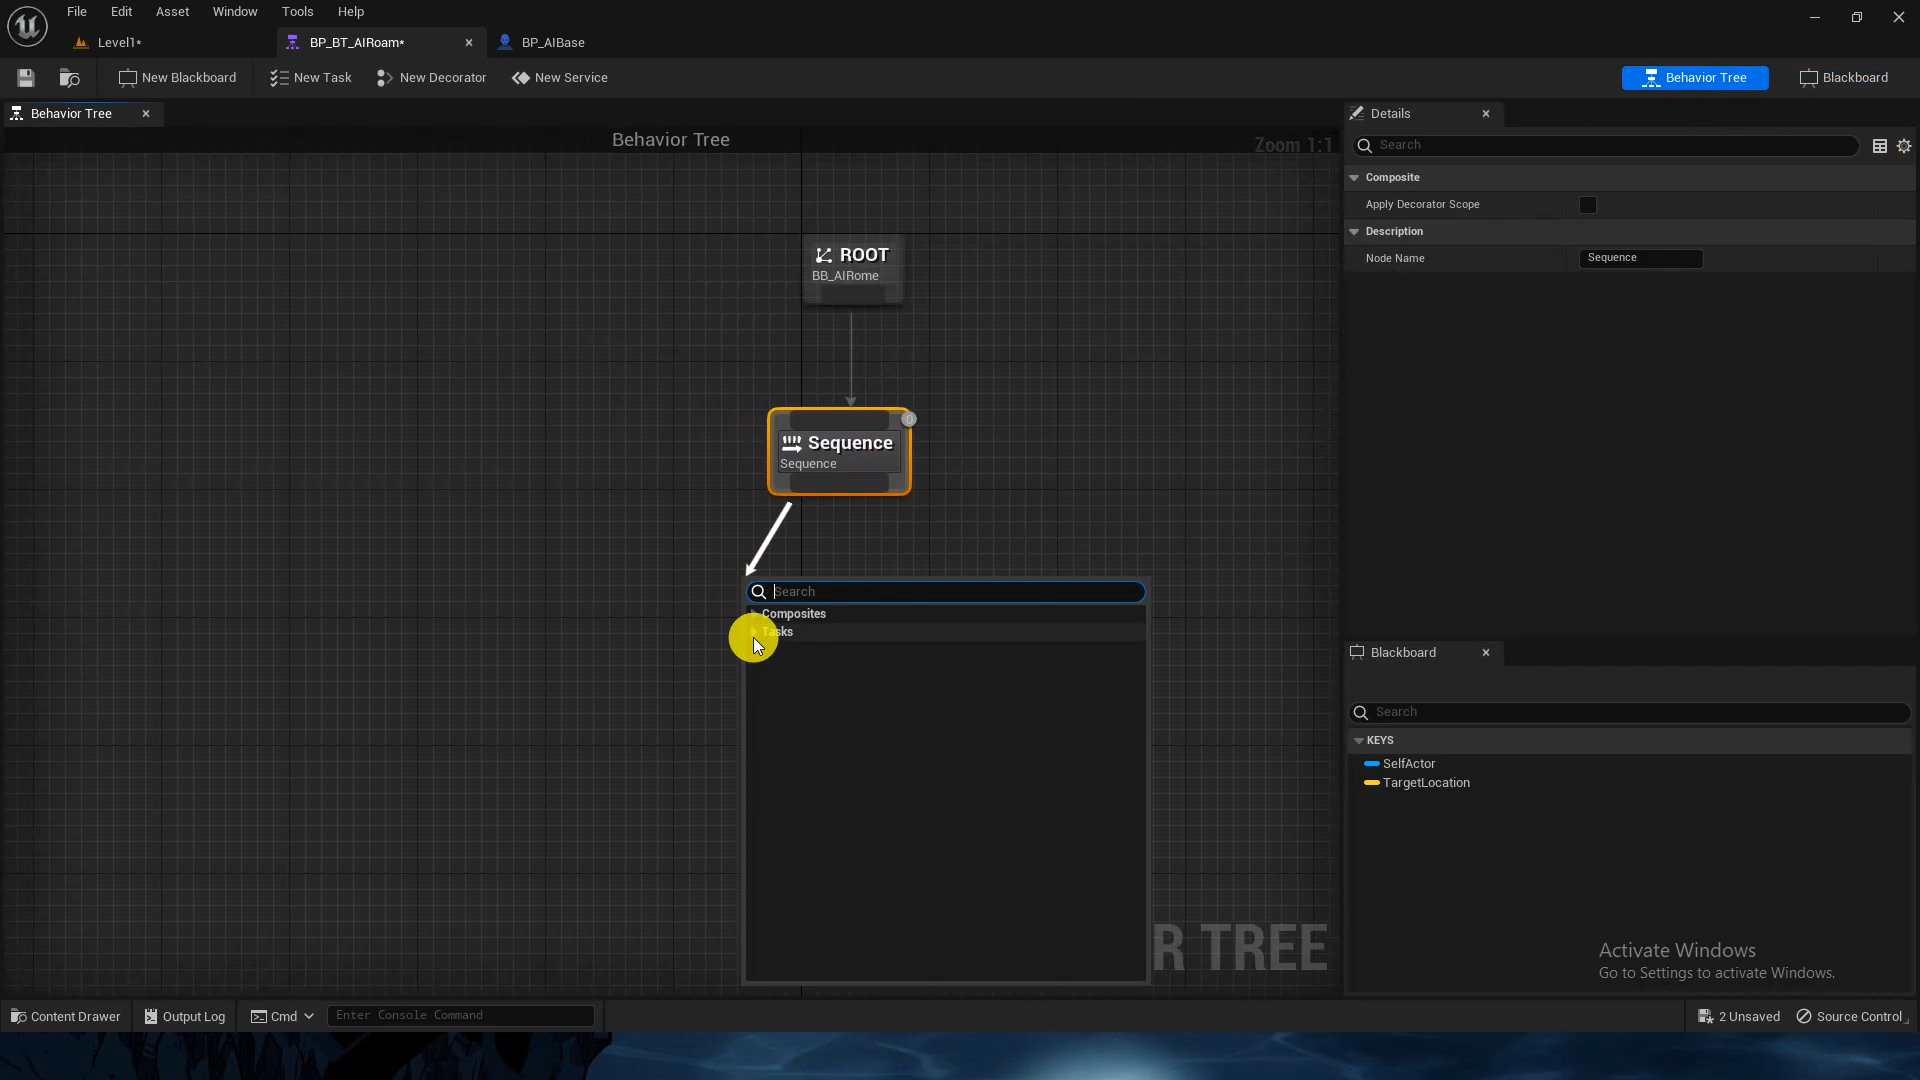 File Edit Asset Window Tools Help
Level1* BP_BT_AIRoam* BP_AIBase
New Blackboard New Task New Decorator New Service Behavior Tree Blackboard
Behavior Tree
Behavior Tree
Zoom 1:1
ROOT
BB_AIRome
0
Sequence
Sequence
Search
Composites
Tasks
R TREE
Details
Search
Composite
Apply Decorator Scope
Description
Node Name Sequence
Blackboard
Search
KEYS
SelfActor
TargetLocation
Activate Windows
Go to Settings to activate Windows.
Content Drawer Output Log Cmd Enter Console Command 2 Unsaved Source Control